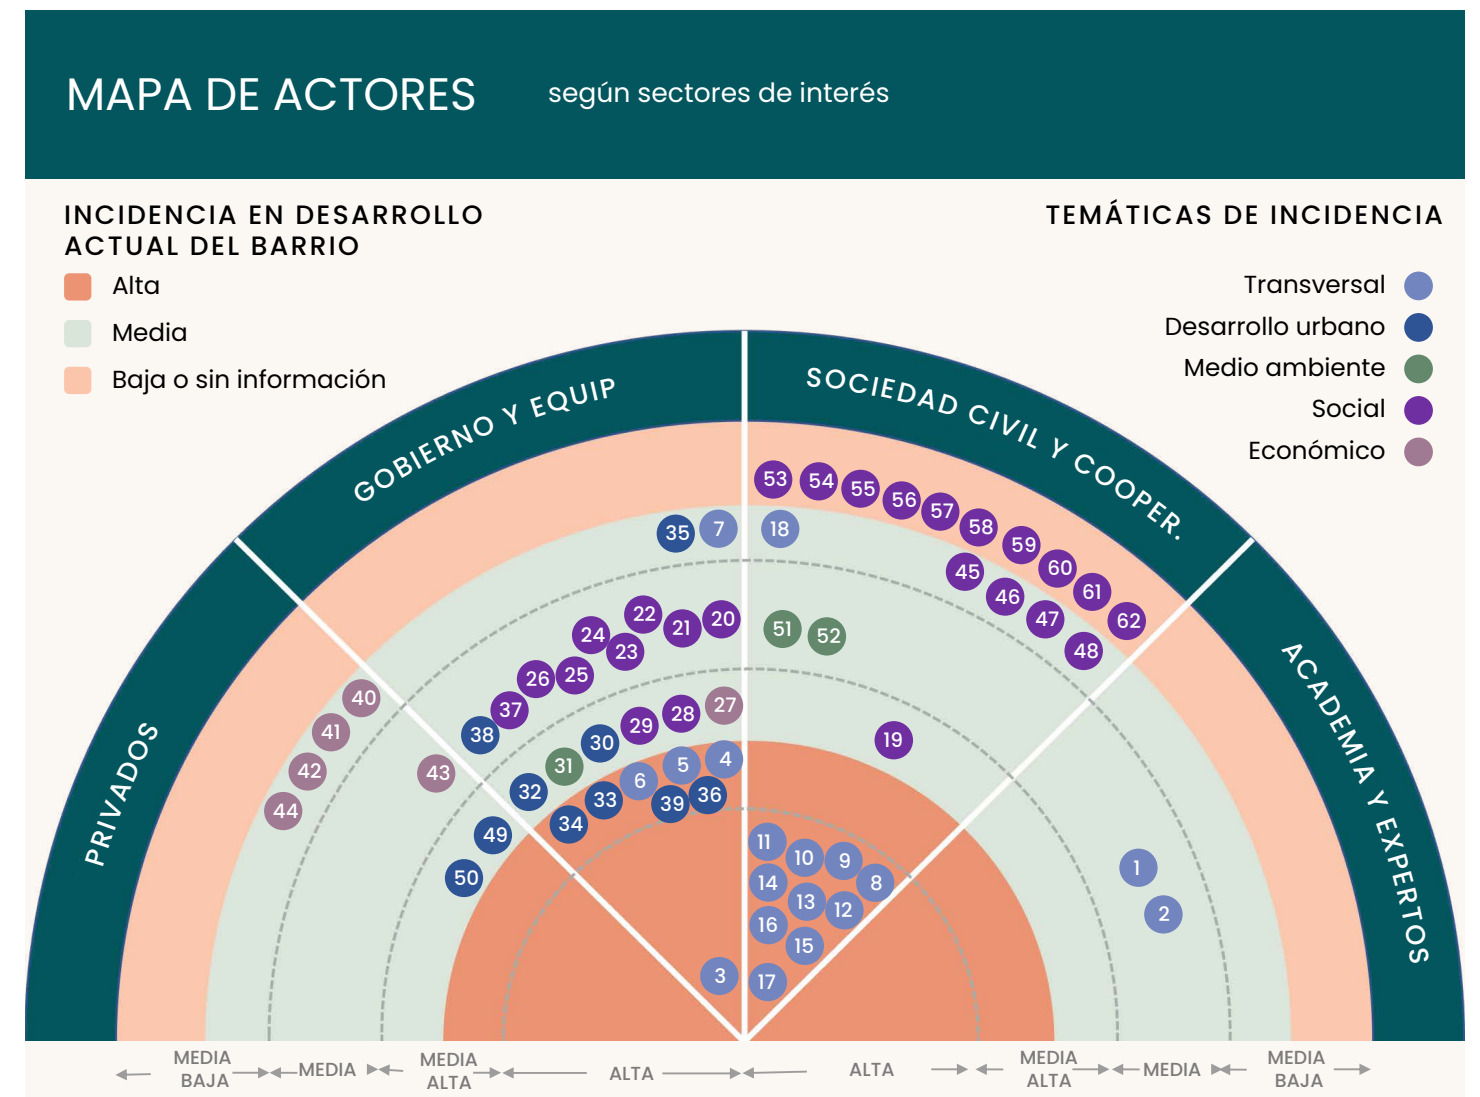 MAPA DE ACTORES
según sectores de interés
INCIDENCIA EN DESARROLLO
ACTUAL DEL BARRIO
Alta
Media
Baja o sin información
TEMÁTICAS DE INCIDENCIA
Transversal
Desarrollo urbano
Medio ambiente
Social
Económico
PRIVADOS
GOBIERNO Y EQUIP
SOCIEDAD CIVIL Y COOPER.
ACADEMIA Y EXPERTOS
40
41
42
44
43
49
50
35
7
22
21
20
24
23
26
25
37
38
27
28
29
30
31
32
4
5
6
33
34
39
36
3
53
54
55
56
57
58
59
60
61
62
18
45
46
47
48
51
52
19
11
10
9
8
14
13
12
16
15
17
1
2
MEDIA
BAJA
MEDIA
MEDIA
ALTA
ALTA
ALTA
MEDIA
ALTA
MEDIA
MEDIA
BAJA